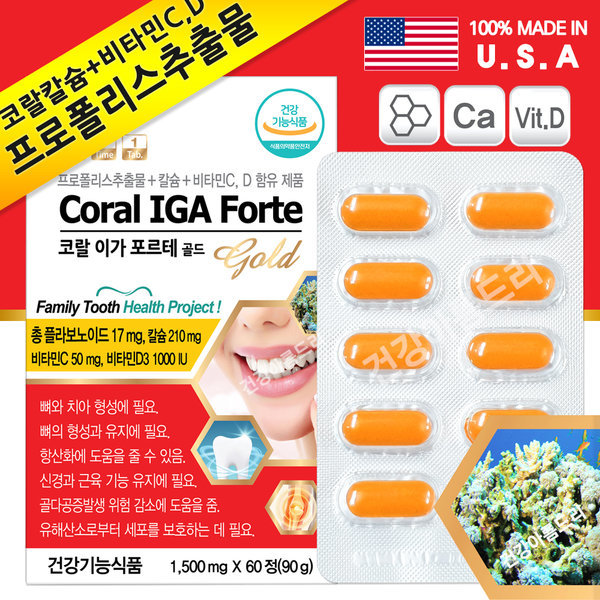 코랄칼슘+비타민C,D
프로폴리스추출물
100% MADE IN
U.S.A
Ca
Vit.D
건강
기능식품
식품의약품안전처
ime
1
Tab.
프로폴리스추출물+칼슘+비타민C, D 함유 제품
Coral IGA Forte
코랄 이가 포르테 골드
Gold
Family Tooth Health Project !
총 플라보노이드 17 mg, 칼슘 210 mg
비타민C 50 mg, 비타민D3 1000 IU
뼈와 치아 형성에 필요.
뼈의 형성과 유지에 필요.
항산화에 도움을 줄 수 있음.
신경과 근육 기능 유지에 필요.
골다공증발생 위험 감소에 도움을 줌.
유해산소로부터 세포를 보호하는 데 필요.
건강기능식품
1,500 mg X 60 정(90 g)